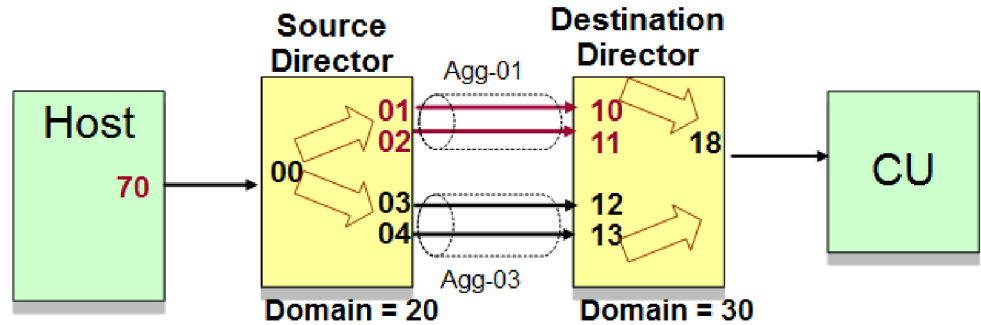 Source
Director
Destination
Director
Agg-01
Host
70
00
01
02
03
04
10
11
12
13
18
CU
Agg-03
Domain = 20
Domain = 30